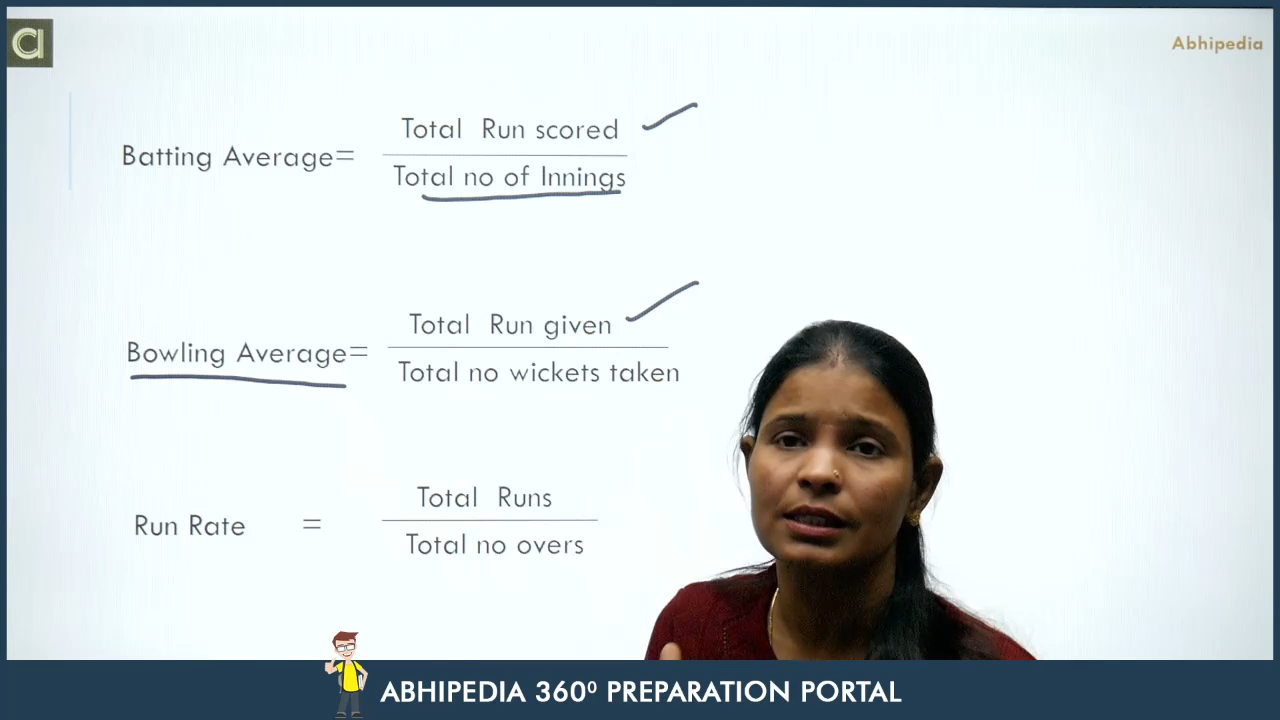 Abhipedia
Total Run scored
Batting Average=
Total no of Innings
Total Run given
Bowling Average=
Total no wickets taken
Total Runs
Run Rate =
Total no overs
ABHIPEDIA 360⁰ PREPARATION PORTAL